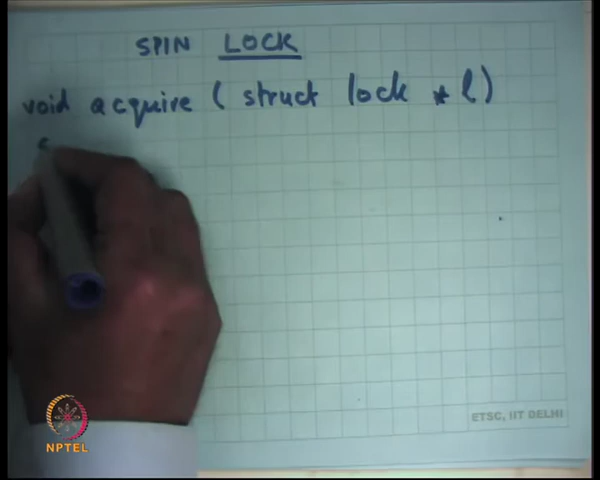 SPIN LOCK
void acquire ( struct lock * l)
ETSC, IIT DELHI
NPTEL